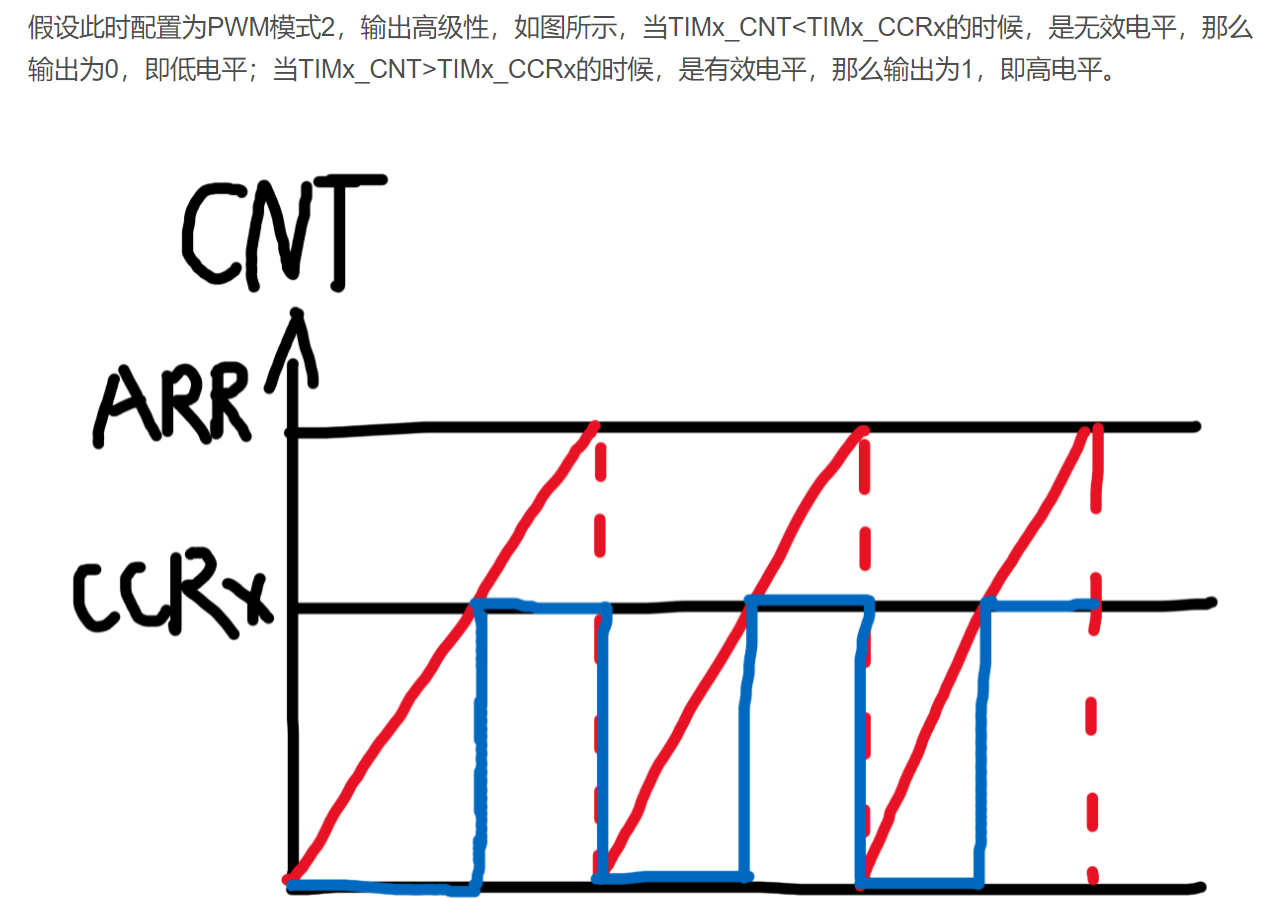 假设此时配置为PWM模式2，输出高级性，如图所示，当TIMx_CNT<TIMx_CCRx的时候，是无效电平，那么
输出为0，即低电平；当TIMx_CNT>TIMx_CCRx的时候，是有效电平，那么输出为1，即高电平。
CNT
ARR
CCRx